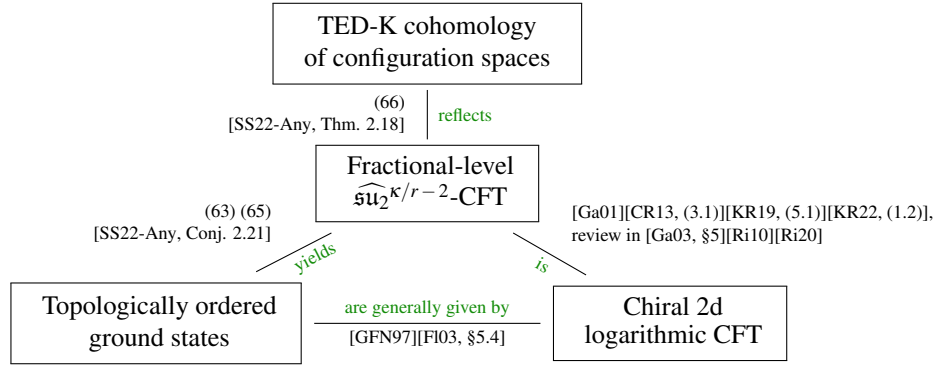 TED-K cohomology
of configuration spaces
(66)
[SS22-Any, Thm. 2.18]
reflects
Fractional-level
$\widehat{\mathfrak{su}_2}^{\kappa/r-2}$-CFT
(63) (65)
[SS22-Any, Conj. 2.21]
[Ga01][CR13, (3.1)][KR19, (5.1)][KR22, (1.2)],
review in [Ga03, §5][Ri10][Ri20]
yields
is
Topologically ordered
ground states
are generally given by
[GFN97][Fl03, §5.4]
Chiral 2d
logarithmic CFT